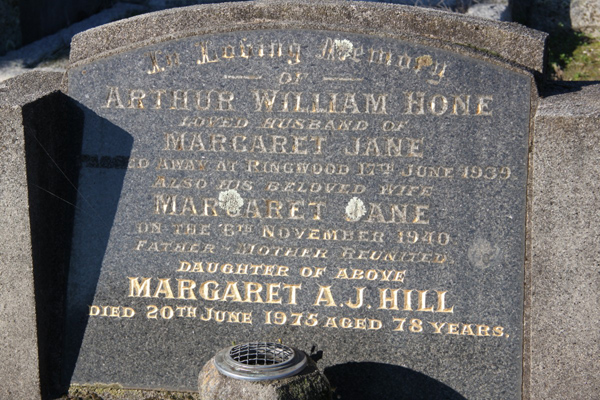 In Loving Memory
OF
ARTHUR WILLIAM HONE
LOVED HUSBAND OF
MARGARET JANE
PASSED AWAY AT RINGWOOD 17TH JUNE 1939
ALSO HIS BELOVED WIFE
MARGARET JANE
ON THE 6TH NOVEMBER 1940
FATHER - MOTHER REUNITED
DAUGHTER OF ABOVE
MARGARET A.J. HILL
DIED 20TH JUNE 1975 AGED 78 YEARS.